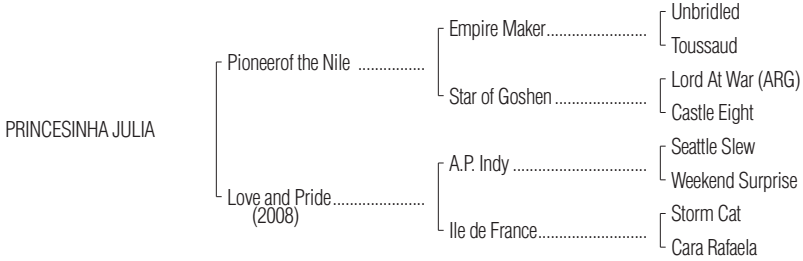 Unbridled
Empire Maker.......................
Toussaud
Pioneerof the Nile ...............
Lord At War (ARG)
Star of Goshen.....................
Castle Eight
PRINCESINHA JULIA
Seattle Slew
A.P. Indy ..............................
Weekend Surprise
Love and Pride.....................
(2008)
Storm Cat
Ile de France.........................
Cara Rafaela